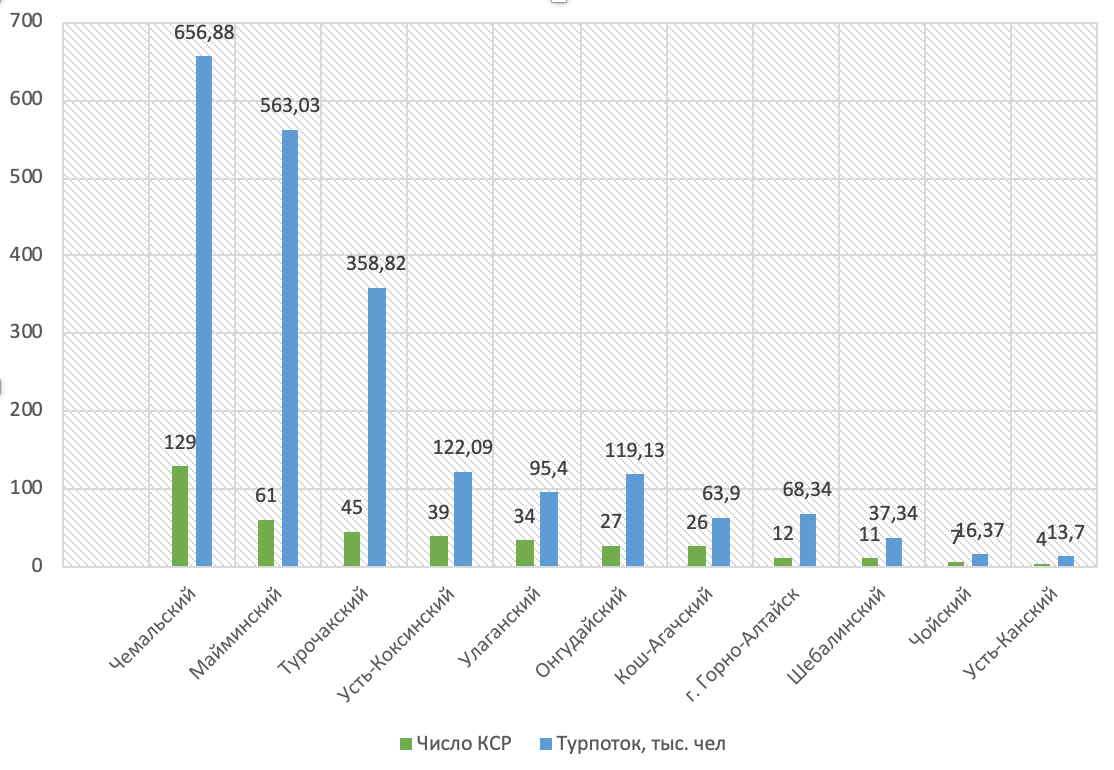 700
656,88
600
563,03
500
400
358,82
300
200
129
122,09
119,13
100
95,4
61
45
39
34
27
26
63,9
12
68,34
11
37,34
7
16,37
4
13,7
0
Чемальский
Майминский
Турочакский
Усть-Коксинский
Улаганский
Онгудайский
Кош-Агачский
г. Горно-Алтайск
Шебалинский
Чойский
Усть-Канский
Число КСР
Турпоток, тыс. чел